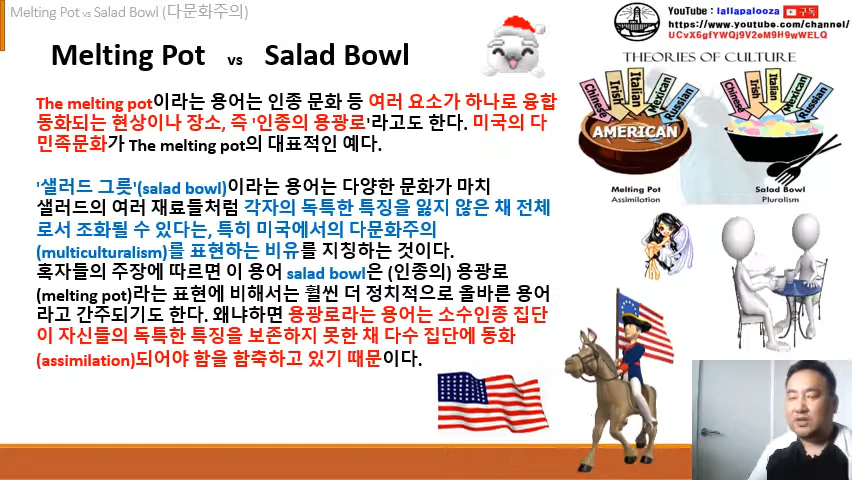 Melting Pot vs Salad Bowl (다문화주의)
YouTube : lallapalooza 구독
https://www.youtube.com/channel/
UCvX6gfYWQj9V2eM9H9wWELQ
Melting Pot vs Salad Bowl
The melting pot이라는 용어는 인종 문화 등 여러 요소가 하나로 융합
동화되는 현상이나 장소, 즉 '인종의 용광로'라고도 한다. 미국의 다
민족문화가 The melting pot의 대표적인 예다.
'샐러드 그릇'(salad bowl)이라는 용어는 다양한 문화가 마치
샐러드의 여러 재료들처럼 각자의 독특한 특징을 잃지 않은 채 전체
로서 조화될 수 있다는, 특히 미국에서의 다문화주의
(multiculturalism)를 표현하는 비유를 지칭하는 것이다.
혹자들의 주장에 따르면 이 용어 salad bowl은 (인종의) 용광로
(melting pot)라는 표현에 비해서는 훨씬 더 정치적으로 올바른 용어
라고 간주되기도 한다. 왜냐하면 용광로라는 용어는 소수인종 집단
이 자신들의 독특한 특징을 보존하지 못한 채 다수 집단에 동화
(assimilation)되어야 함을 함축하고 있기 때문이다.
THEORIES OF CULTURE
Chinese
Irish
Italian
Mexican
Russian
AMERICAN
Melting Pot
Assimilation
Chinese
Irish
Italian
Mexican
Russian
Salad Bowl
Pluralism